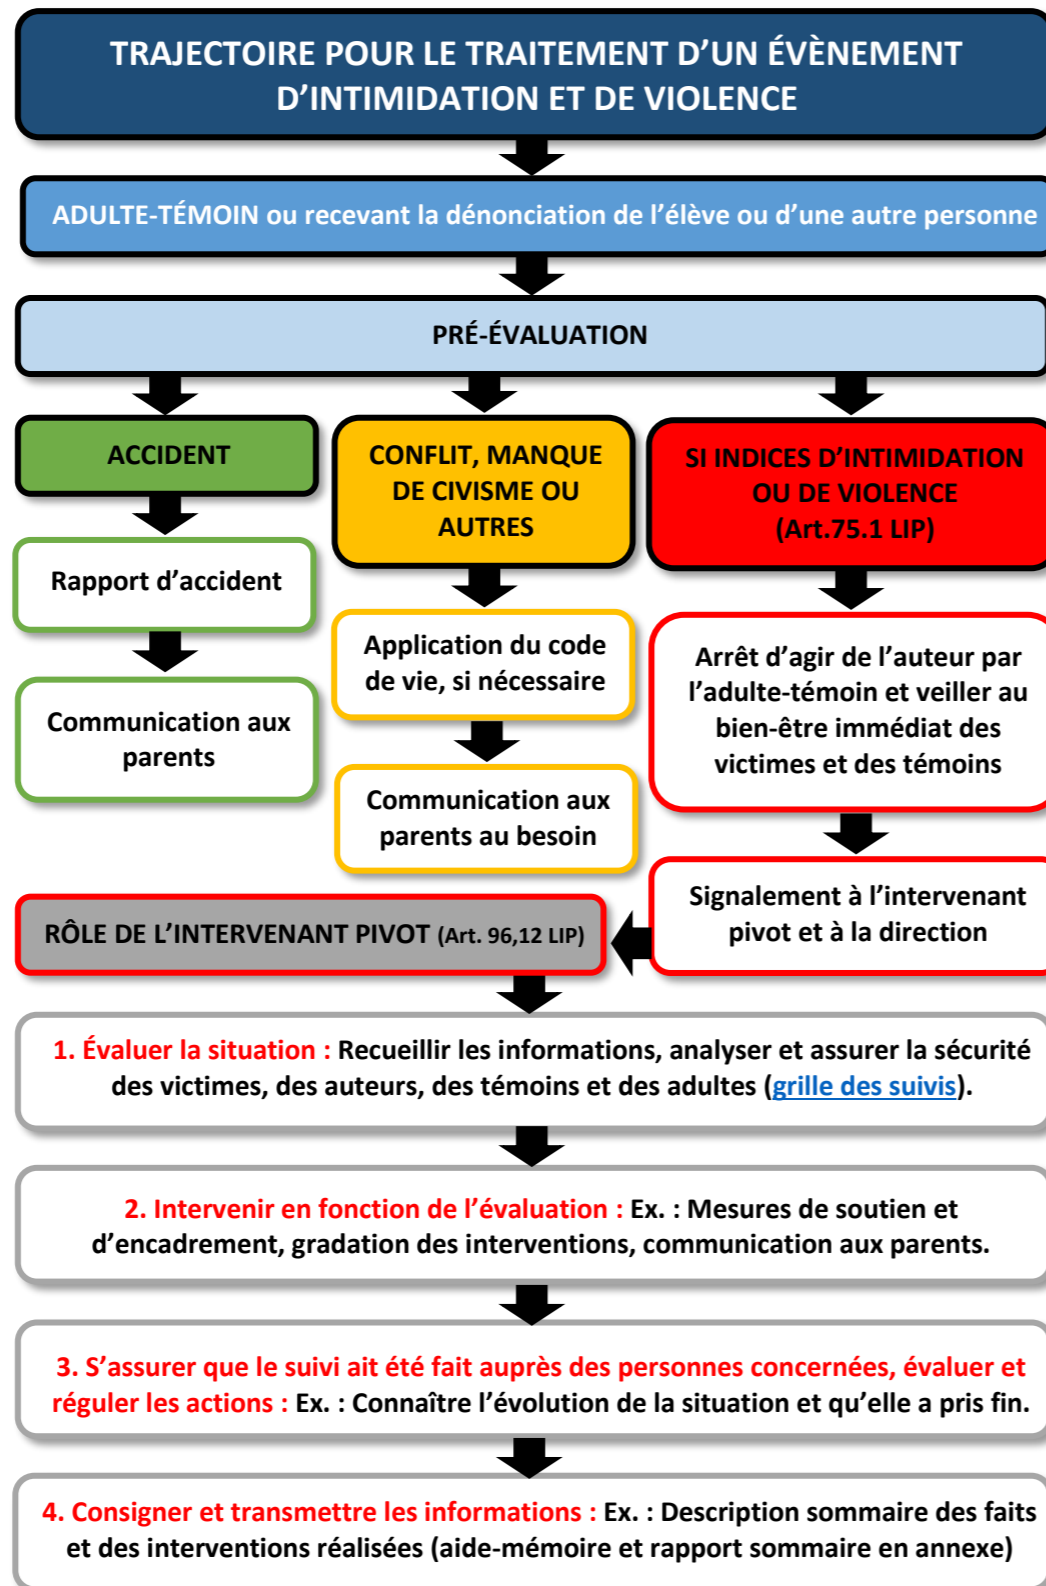 TRAJECTOIRE POUR LE TRAITEMENT D’UN ÉVÈNEMENT
D’INTIMIDATION ET DE VIOLENCE
ADULTE-TÉMOIN ou recevant la dénonciation de l’élève ou d’une autre personne
PRÉ-ÉVALUATION
ACCIDENT
Rapport d’accident
Communication aux
parents
CONFLIT, MANQUE
DE CIVISME OU
AUTRES
Application du code
de vie, si nécessaire
Communication aux
parents au besoin
SI INDICES D’INTIMIDATION
OU DE VIOLENCE
(Art.75.1 LIP)
Arrêt d’agir de l’auteur par
l’adulte-témoin et veiller au
bien-être immédiat des
victimes et des témoins
Signalement à l’intervenant
pivot et à la direction
RÔLE DE L’INTERVENANT PIVOT (Art. 96,12 LIP)
1. Évaluer la situation : Recueillir les informations, analyser et assurer la sécurité
des victimes, des auteurs, des témoins et des adultes (grille des suivis).
2. Intervenir en fonction de l’évaluation : Ex. : Mesures de soutien et
d’encadrement, gradation des interventions, communication aux parents.
3. S’assurer que le suivi ait été fait auprès des personnes concernées, évaluer et
réguler les actions : Ex. : Connaître l’évolution de la situation et qu’elle a pris fin.
4. Consigner et transmettre les informations : Ex. : Description sommaire des faits
et des interventions réalisées (aide-mémoire et rapport sommaire en annexe)